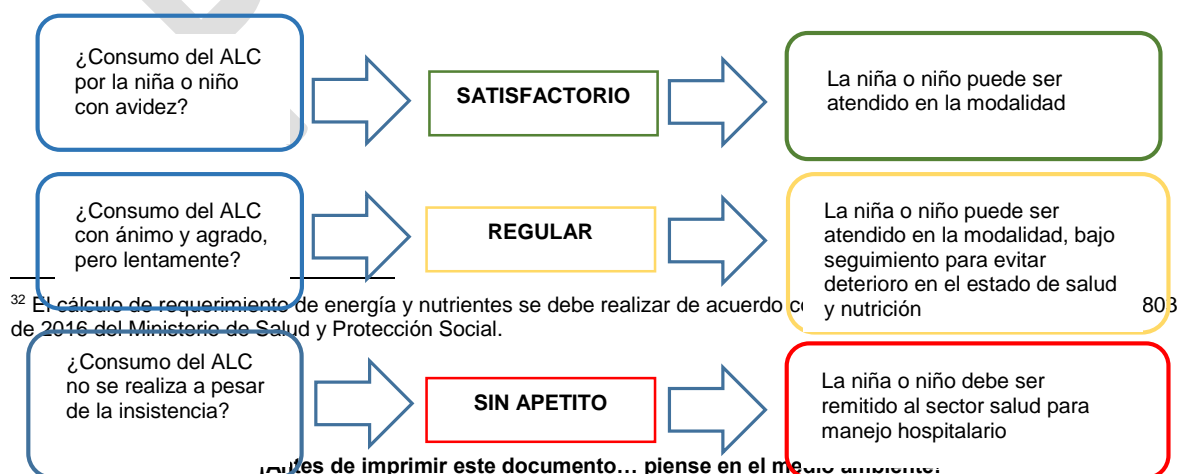 ¿Consumo del ALC
por la niña o niño
con avidez?
SATISFACTORIO
La niña o niño puede ser
atendido en la modalidad
¿Consumo del ALC
con ánimo y agrado,
pero lentamente?
REGULAR
La niña o niño puede ser
atendido en la modalidad, bajo
seguimiento para evitar
deterioro en el estado de salud
y nutrición
32 El cálculo de requerimiento de energía y nutrientes se debe realizar de acuerdo 803
de 2016 del Ministerio de Salud y Protección Social.
¿Consumo del ALC
no se realiza a pesar
de la insistencia?
SIN APETITO
La niña o niño debe ser
remitido al sector salud para
manejo hospitalario
¡Antes de imprimir este documento… piense en el medio ambiente!